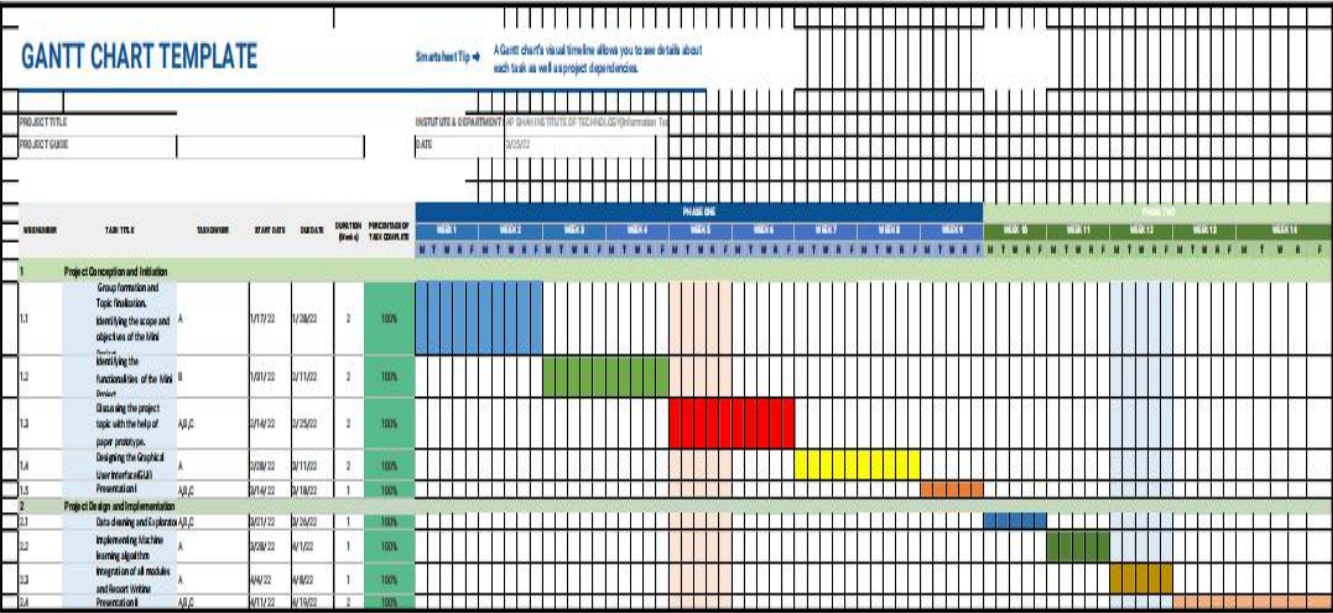 GANTT CHART TEMPLATE
Smartsheet Tip ➜
A Gantt chart's visual timeline allows you to see details about
each task as well as project dependencies.
PROJECT TITLE
INSTUTUTE & DEPARTMENT AP SHAH INSTITUTE OF TECHNOLOGY(Information Tec
PROJECT GUIDE
DATE 3/25/22
PHASE ONE
PHASE TWO
WBS NUMBER TASK TITLE TASK OWNER START DATE DUE DATE DURATION (Weeks) PERCENTAGE OF TASK COMPLETE
WEEK 1 WEEK 2 WEEK 3 WEEK 4 WEEK 5 WEEK 6 WEEK 7 WEEK 8 WEEK 9 WEEK 10 WEEK 11 WEEK 12 WEEK 13 WEEK 14
M T W R F M T W R F M T W R F M T W R F M T W R F M T W R F M T W R F M T W R F M T W R F M T W R F M T W R F M T W R F M T W R F M T W R F
1 Project Conception and Initiation
1.1
Group formation and
Topic finalization.
Identifying the scope and
objectives of the Mini
A 1/17/22 1/28/22 2 100%
1.2
Identifying the
functionalities of the Mini
Project
B 1/31/22 2/11/22 2 100%
1.3
Discussing the project
topic with the help of
paper prototype.
A,B,C 2/14/22 2/25/22 2 100%
1.4
Designing the Graphical
User Interface(GUI)
A 2/28/22 3/11/22 2 100%
1.5 Presentation I A,B,C 3/14/22 3/18/22 1 100%
2 Project Design and Implementation
2.1 Data cleaning and Exploratio A,B,C 3/21/22 3/26/22 1 100%
2.2
Implementing Machine
learning algorithm
A 3/28/22 4/1/22 1 100%
2.3
Integration of all modules
and Report Writing
A 4/4/22 4/8/22 1 100%
2.4 Presentation II A,B,C 4/11/22 4/19/22 2 100%